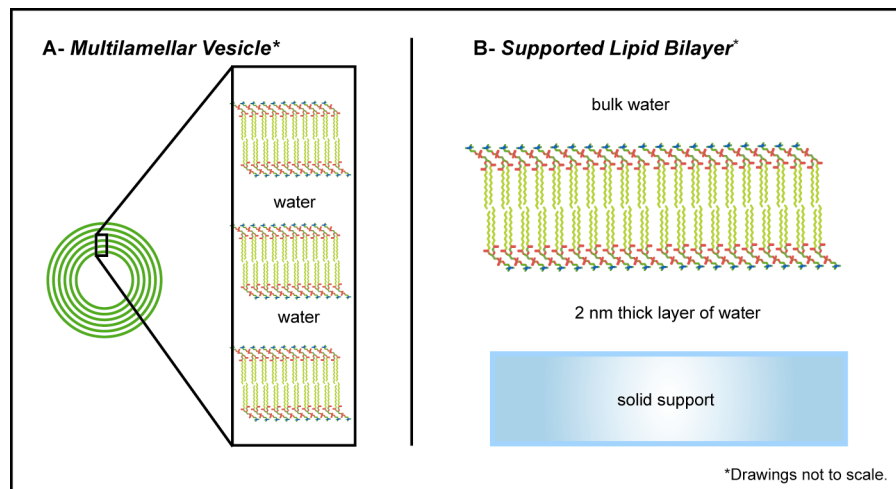 A- Multilamellar Vesicle*
water
water
B- Supported Lipid Bilayer*
bulk water
2 nm thick layer of water
solid support
*Drawings not to scale.